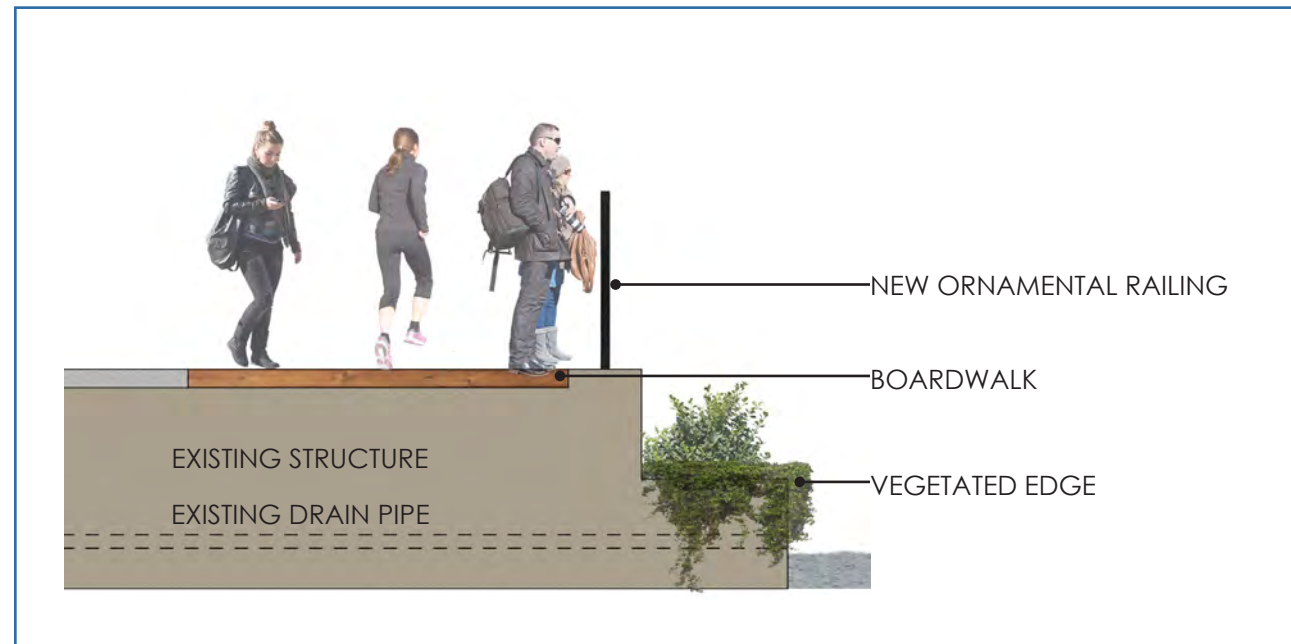 NEW ORNAMENTAL RAILING
BOARDWALK
EXISTING STRUCTURE
VEGETATED EDGE
EXISTING DRAIN PIPE